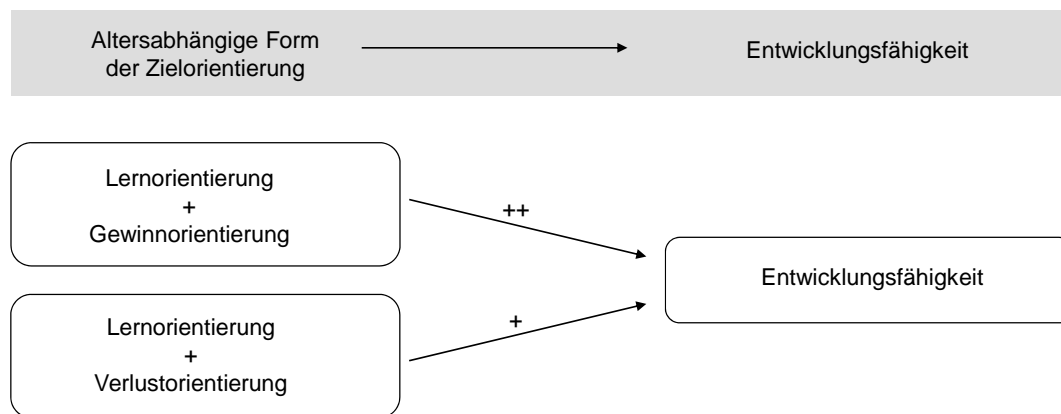 Altersabhängige Form
der Zielorientierung
Entwicklungsfähigkeit
Lernorientierung
+
Gewinnorientierung
++
Entwicklungsfähigkeit
Lernorientierung
+
Verlustorientierung
+